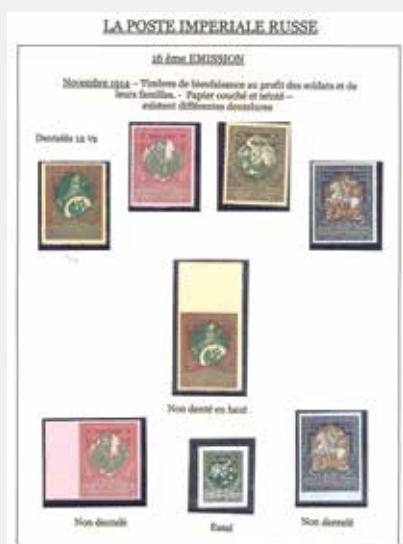 LA POSTE IMPERIALE RUSSE
16 ème EMISSION
Novembre 1914 – Timbres de bienfaisance au profit des soldats et de
leurs familles. - Papier couché et teinté –
existent différentes dentelures
Dentelés 12 ½
Non denté en haut
Non dentelé
Essai
Non dentelé